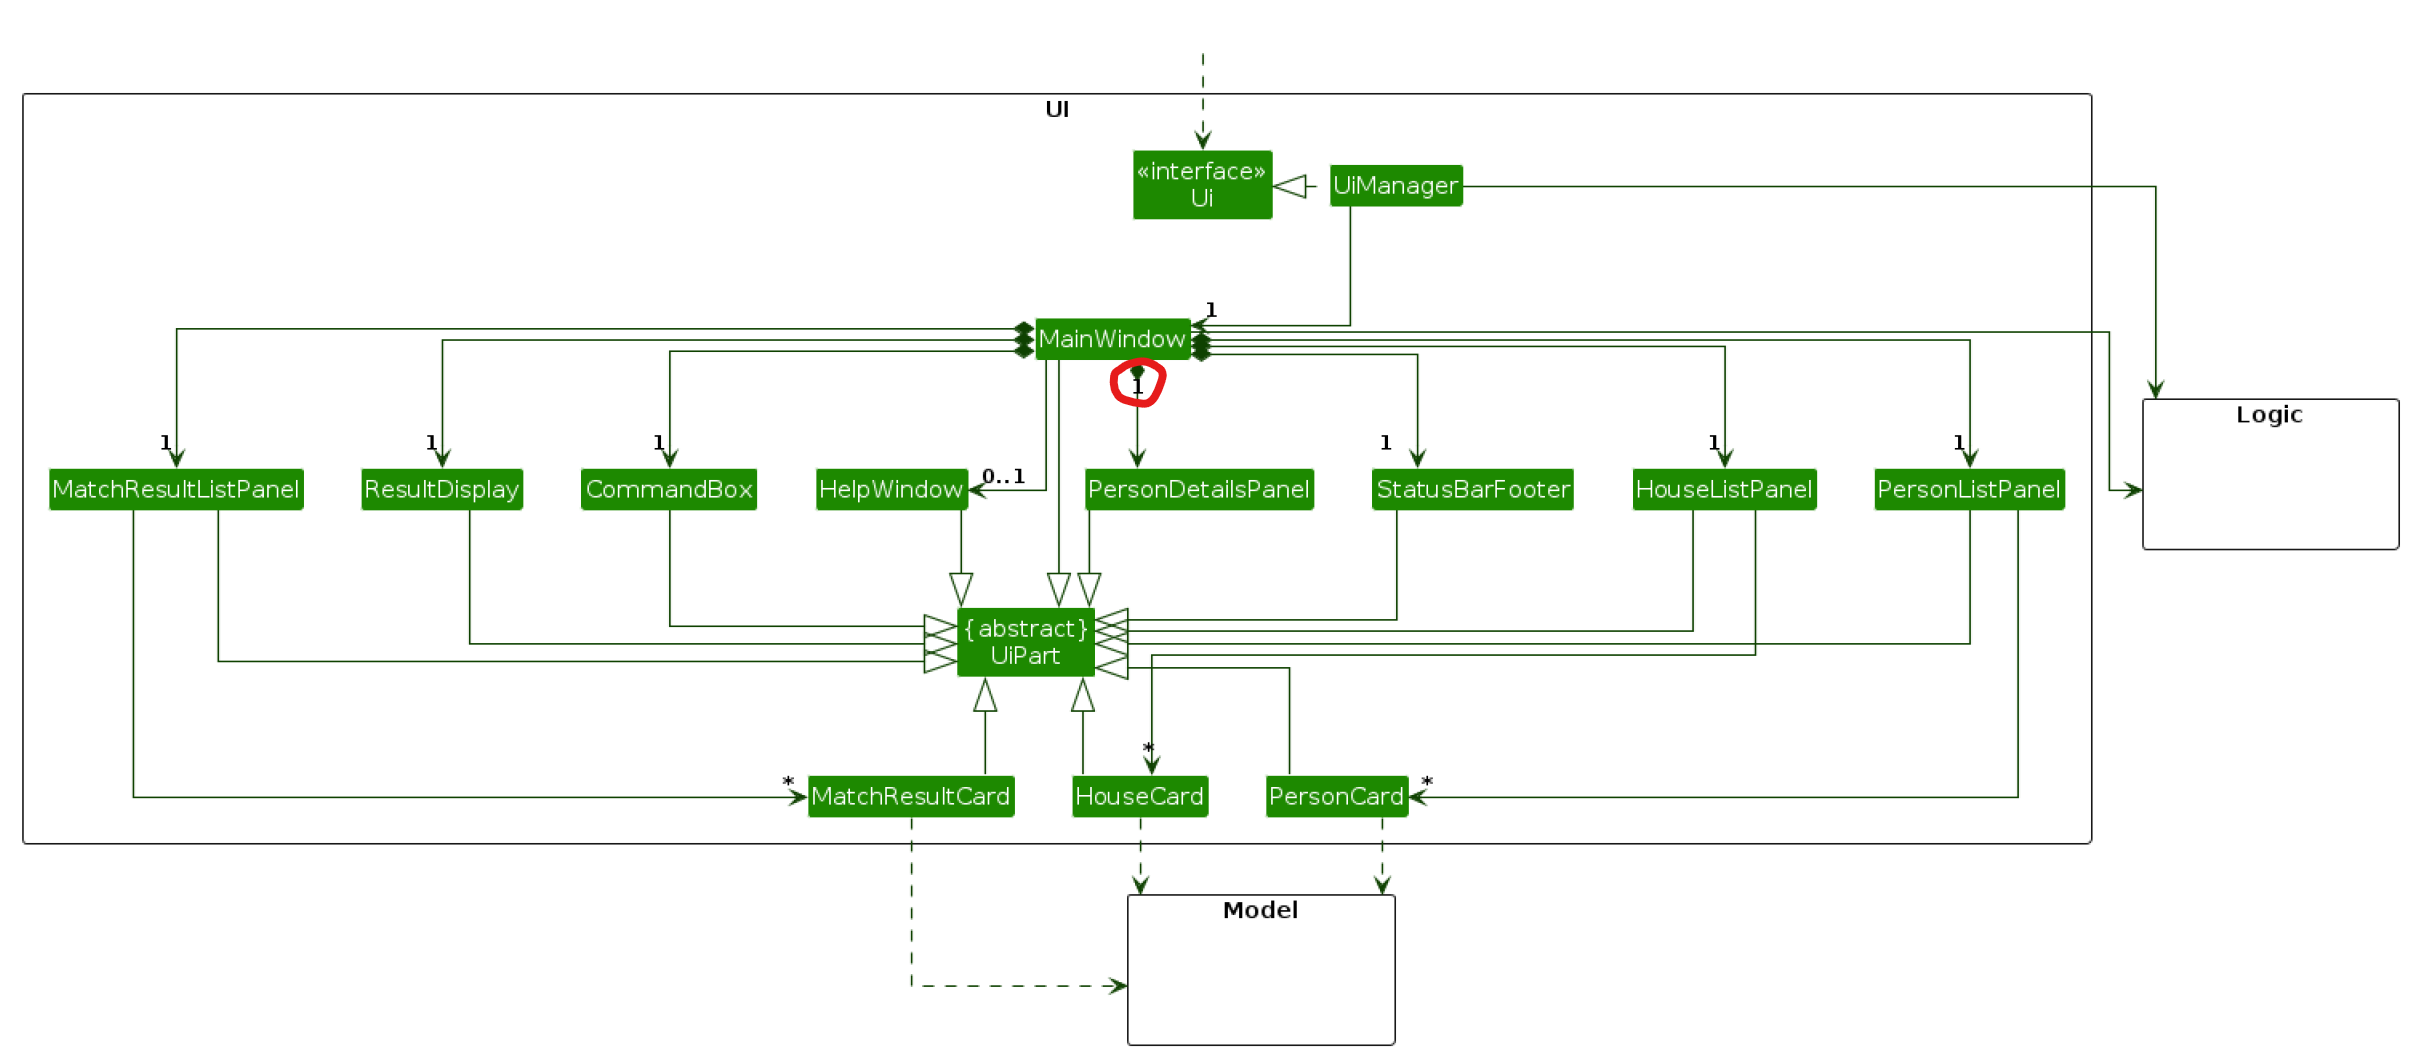 UI
«interface»
Ui
UiManager
1
MainWindow
1
1
1
1
0..1
1
1
1
Logic
MatchResultListPanel
ResultDisplay
CommandBox
HelpWindow
PersonDetailsPanel
StatusBarFooter
HouseListPanel
PersonListPanel
{abstract}
UiPart
*
*
*
MatchResultCard
HouseCard
PersonCard
Model